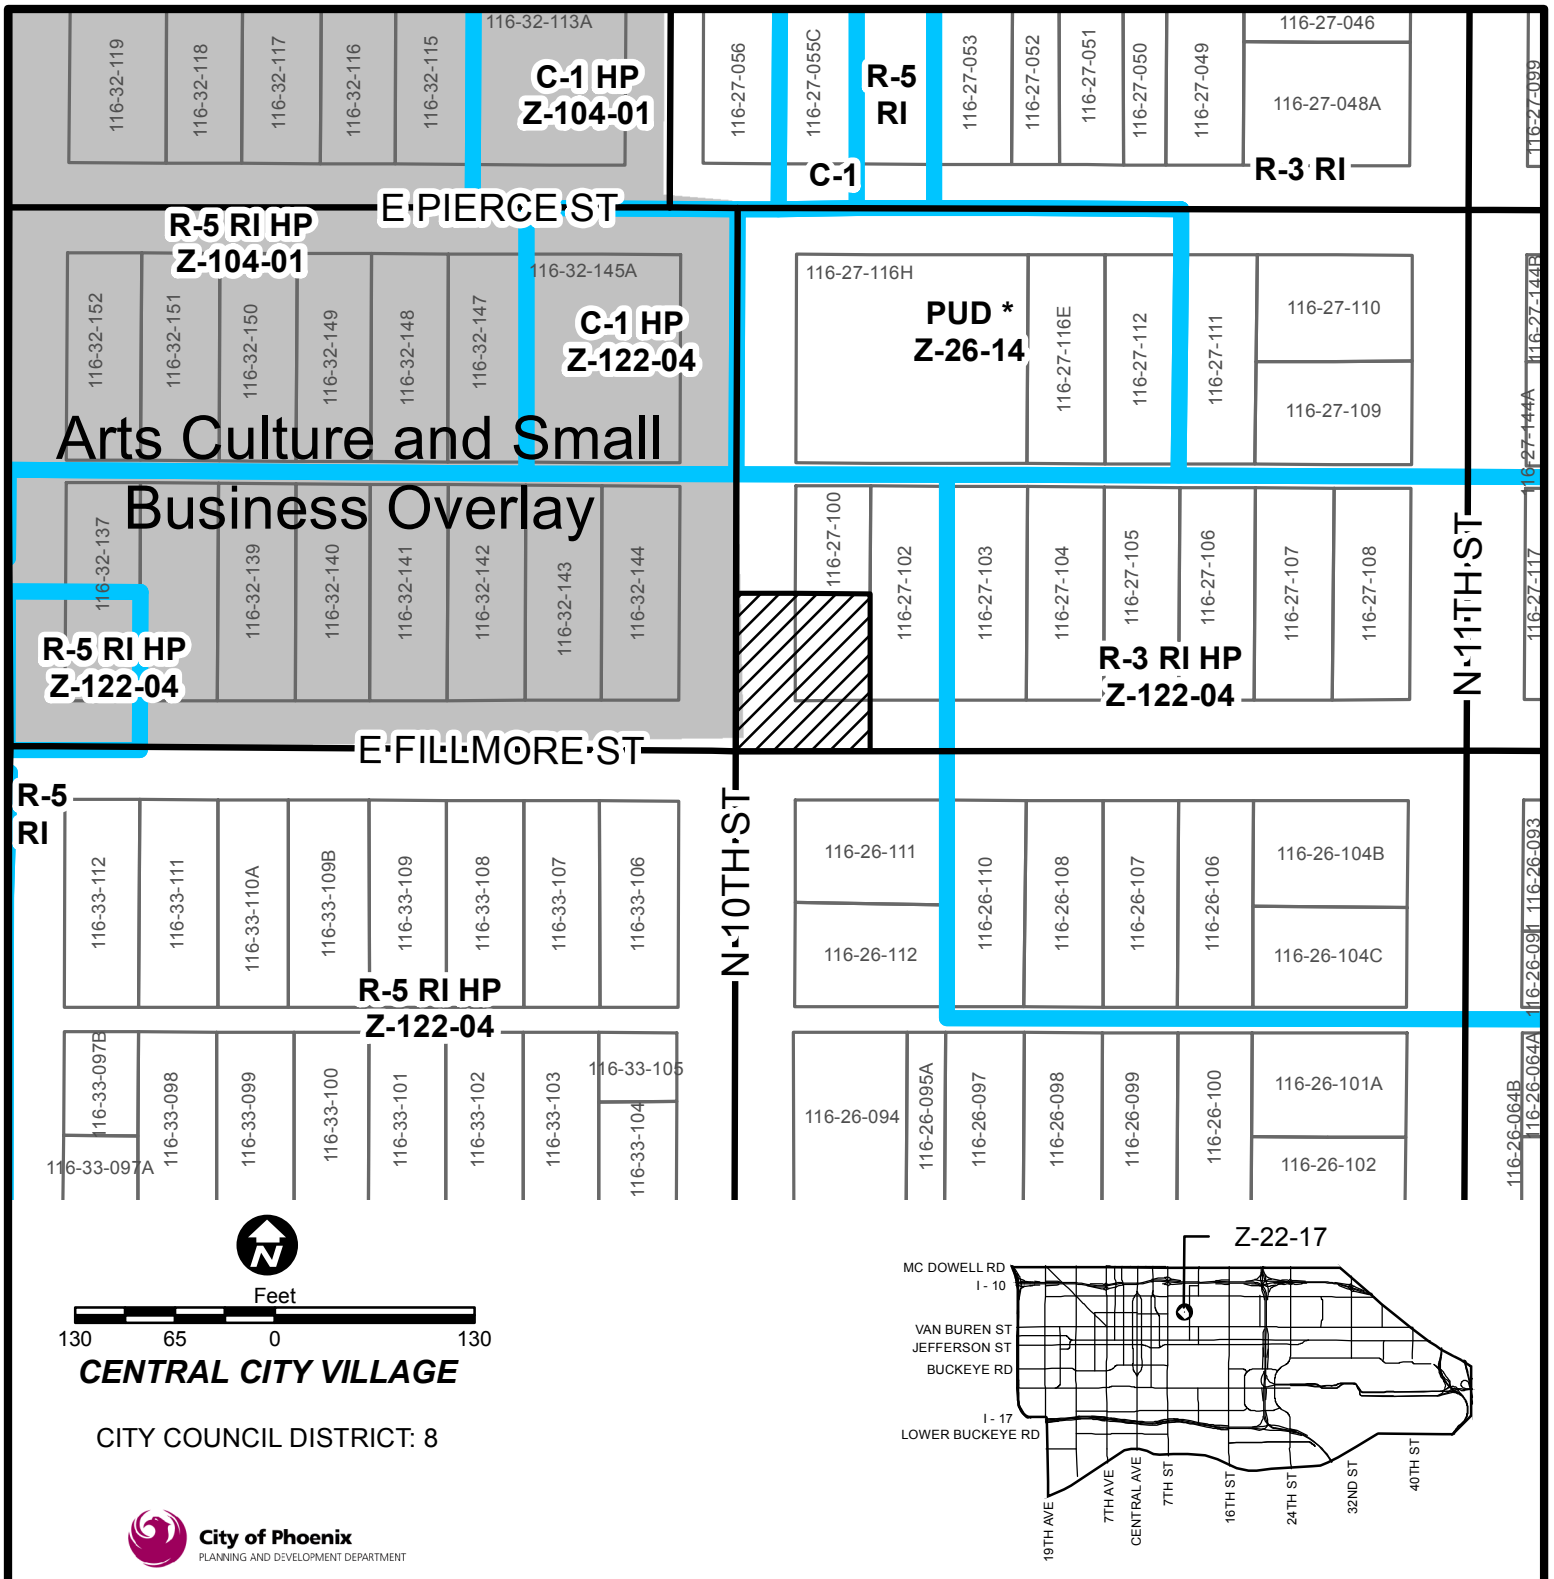 116-32-119
116-32-118
116-32-117
116-32-116
116-32-115
116-32-113A
C-1 HP
Z-104-01
116-27-056
116-27-055C
R-5
RI
116-27-053
116-27-052
116-27-051
116-27-050
116-27-049
116-27-046
116-27-048A
116-27-099
C-1
R-3 RI
E PIERCE ST
R-5 RI HP
Z-104-01
116-32-152
116-32-151
116-32-150
116-32-149
116-32-148
116-32-147
116-32-145A
C-1 HP
Z-122-04
116-27-116H
PUD *
Z-26-14
116-27-116E
116-27-112
116-27-111
116-27-110
116-27-109
116-27-144B
116-27-144A
Arts Culture and Small
Business Overlay
116-32-137
116-32-139
116-32-140
116-32-141
116-32-142
116-32-143
116-32-144
116-27-100
116-27-102
116-27-103
116-27-104
116-27-105
116-27-106
116-27-107
116-27-108
N 11TH ST
116-27-117
R-5 RI HP
Z-122-04
R-3 RI HP
Z-122-04
E FILLMORE ST
R-5
RI
N 10TH ST
116-33-112
116-33-111
116-33-110A
116-33-109B
116-33-109
116-33-108
116-33-107
116-33-106
116-26-111
116-26-112
116-26-110
116-26-108
116-26-107
116-26-106
116-26-104B
116-26-104C
116-26-093
116-26-091
R-5 RI HP
Z-122-04
116-33-097B
116-33-097A
116-33-098
116-33-099
116-33-100
116-33-101
116-33-102
116-33-103
116-33-105
116-33-104
116-26-094
116-26-095A
116-26-097
116-26-098
116-26-099
116-26-100
116-26-101A
116-26-102
116-26-064B
116-26-064A
N
Feet
130 65 0 130
CENTRAL CITY VILLAGE
CITY COUNCIL DISTRICT: 8
City of Phoenix
PLANNING AND DEVELOPMENT DEPARTMENT
Z-22-17
MC DOWELL RD
I - 10
VAN BUREN ST
JEFFERSON ST
BUCKEYE RD
I - 17
LOWER BUCKEYE RD
19TH AVE
7TH AVE
CENTRAL AVE
7TH ST
16TH ST
24TH ST
32ND ST
40TH ST